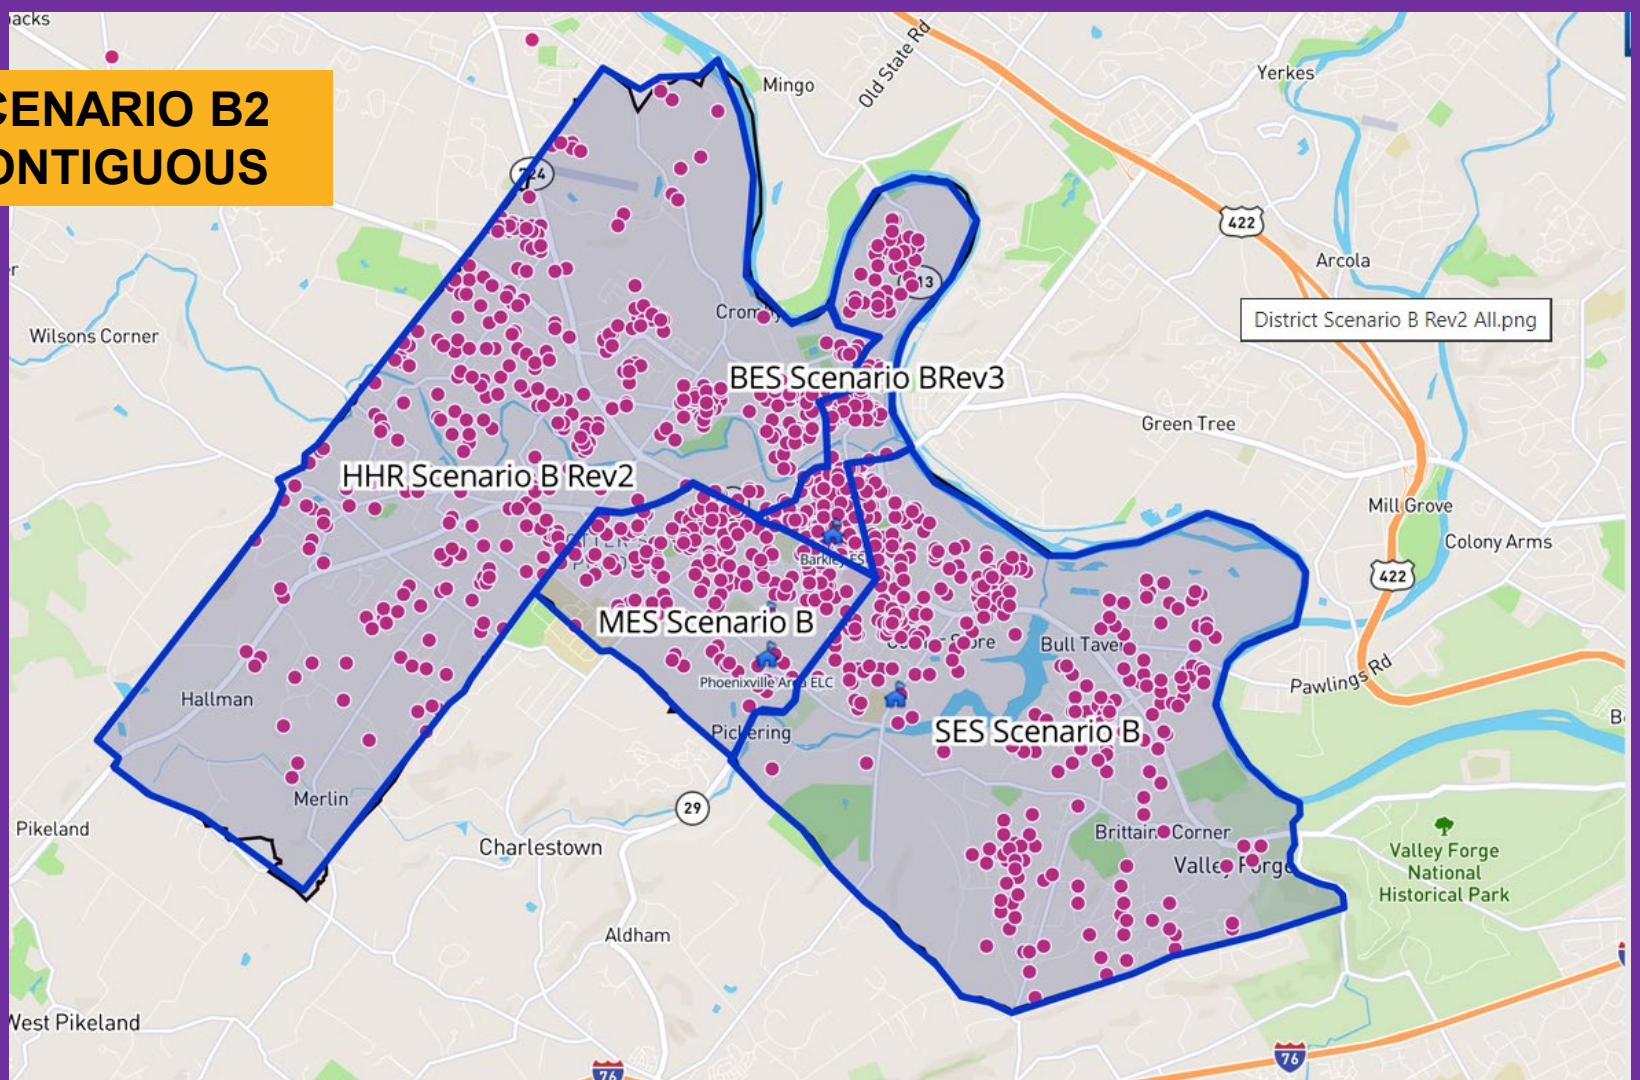 acks
CENARIO B2
ONTIGUOUS
Mingo
Old State Rd
Yerkes
422
Arcola
Wilsons Corner
District Scenario B Rev2 All.png
BES Scenario BRev3
Green Tree
HHR Scenario B Rev2
Mill Grove
Colony Arms
422
Barkley ES
MES Scenario B
Bull Taver
Phoenixville Area ELC
Pawlings Rd
Hallman
Pickering
SES Scenario B
Merlin
29
Pikeland
Charlestown
Brittain Corner
Valley Forge
Valley Forge
National
Historical Park
Aldham
West Pikeland
76
76